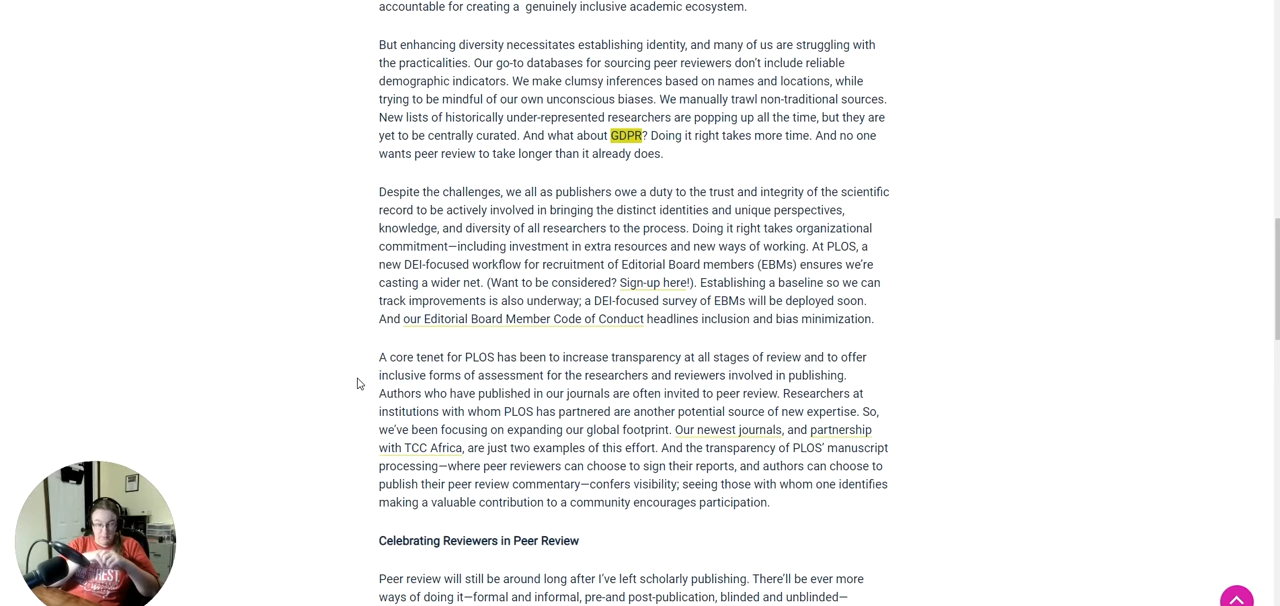 accountable for creating a  genuinely inclusive academic ecosystem.
But enhancing diversity necessitates establishing identity, and many of us are struggling with
the practicalities. Our go-to databases for sourcing peer reviewers don’t include reliable
demographic indicators. We make clumsy inferences based on names and locations, while
trying to be mindful of our own unconscious biases. We manually trawl non-traditional sources.
New lists of historically under-represented researchers are popping up all the time, but they are
yet to be centrally curated. And what about GDPR? Doing it right takes more time. And no one
wants peer review to take longer than it already does.
Despite the challenges, we all as publishers owe a duty to the trust and integrity of the scientific
record to be actively involved in bringing the distinct identities and unique perspectives,
knowledge, and diversity of all researchers to the process. Doing it right takes organizational
commitment—including investment in extra resources and new ways of working. At PLOS, a
new DEI-focused workflow for recruitment of Editorial Board members (EBMs) ensures we’re
casting a wider net. (Want to be considered? Sign-up here!). Establishing a baseline so we can
track improvements is also underway; a DEI-focused survey of EBMs will be deployed soon.
And our Editorial Board Member Code of Conduct headlines inclusion and bias minimization.
A core tenet for PLOS has been to increase transparency at all stages of review and to offer
inclusive forms of assessment for the researchers and reviewers involved in publishing.
Authors who have published in our journals are often invited to peer review. Researchers at
institutions with whom PLOS has partnered are another potential source of new expertise. So,
we’ve been focusing on expanding our global footprint. Our newest journals, and partnership
with TCC Africa, are just two examples of this effort. And the transparency of PLOS’ manuscript
processing—where peer reviewers can choose to sign their reports, and authors can choose to
publish their peer review commentary—confers visibility; seeing those with whom one identifies
making a valuable contribution to a community encourages participation.
Celebrating Reviewers in Peer Review
Peer review will still be around long after I’ve left scholarly publishing. There’ll be ever more
ways of doing it—formal and informal, pre-and post-publication, blinded and unblinded—